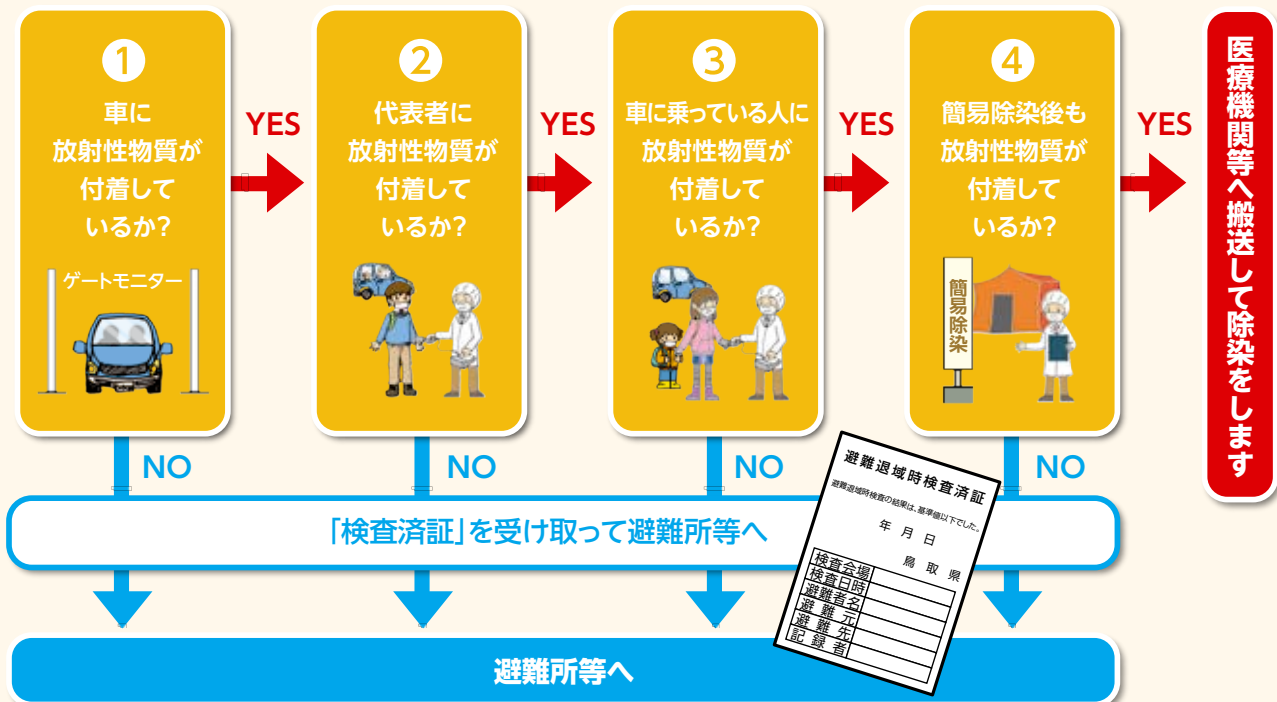 1
車に
放射性物質が
付着して
いるか?
ゲートモニター
YES
2
代表者に
放射性物質が
付着して
いるか?
YES
3
車に乗っている人に
放射性物質が
付着して
いるか?
YES
4
簡易除染後も
放射性物質が
付着して
いるか?
簡易除染
YES
医療機関等へ搬送して除染をします
NO
NO
NO
NO
「検査済証」を受け取って避難所等へ
避難退域時検査済証
避難退域時検査の結果は、基準値以下でした。
年 月 日
鳥 取 県
検査会場
検査日時
避難者名
避 難 元
避 難 先
記 録 者
避難所等へ